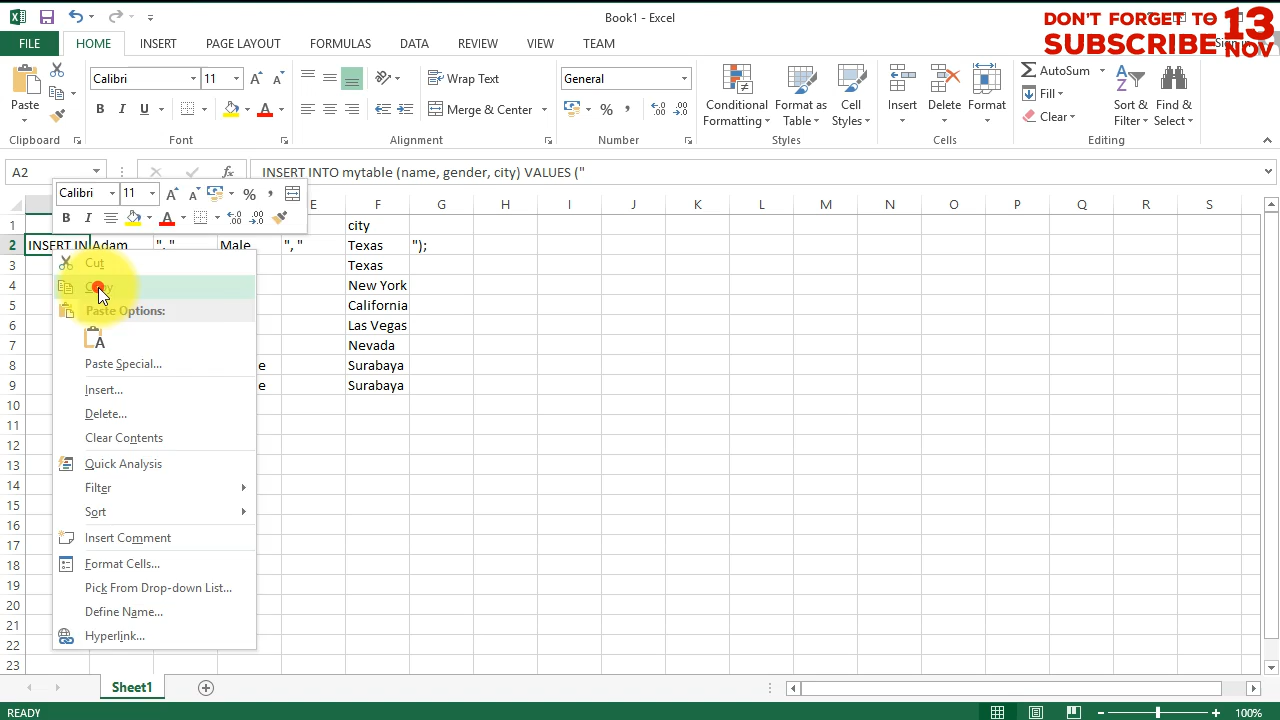 Book1 - Excel
DON'T FORGET TO 13
SUBSCRIBE NOV
FILE HOME INSERT PAGE LAYOUT FORMULAS DATA REVIEW VIEW TEAM
Paste
Calibri 11
Wrap Text
General
Conditional Formatting
Format as Table
Cell Styles
Insert Delete Format
AutoSum
Fill
Clear
Sort & Filter
Find & Select
B I U
Merge & Center
Clipboard Font Alignment Number Styles Cells Editing
A2 fx INSERT INTO mytable (name, gender, city) VALUES ("
Calibri 11
B I
E F G H I J K L M N O P Q R S
1 city
2 INSERT IN Adam ", " Male ", " Texas ");
3 Texas
4 New York
5 California
6 Las Vegas
7 Nevada
8 e Surabaya
9 e Surabaya
10
11
12
13
14
15
16
17
18
19
20
21
22
23
Cut
Paste Options:
Paste Special...
Insert...
Delete...
Clear Contents
Quick Analysis
Filter
Sort
Insert Comment
Format Cells...
Pick From Drop-down List...
Define Name...
Hyperlink...
Sheet1
READY 100%